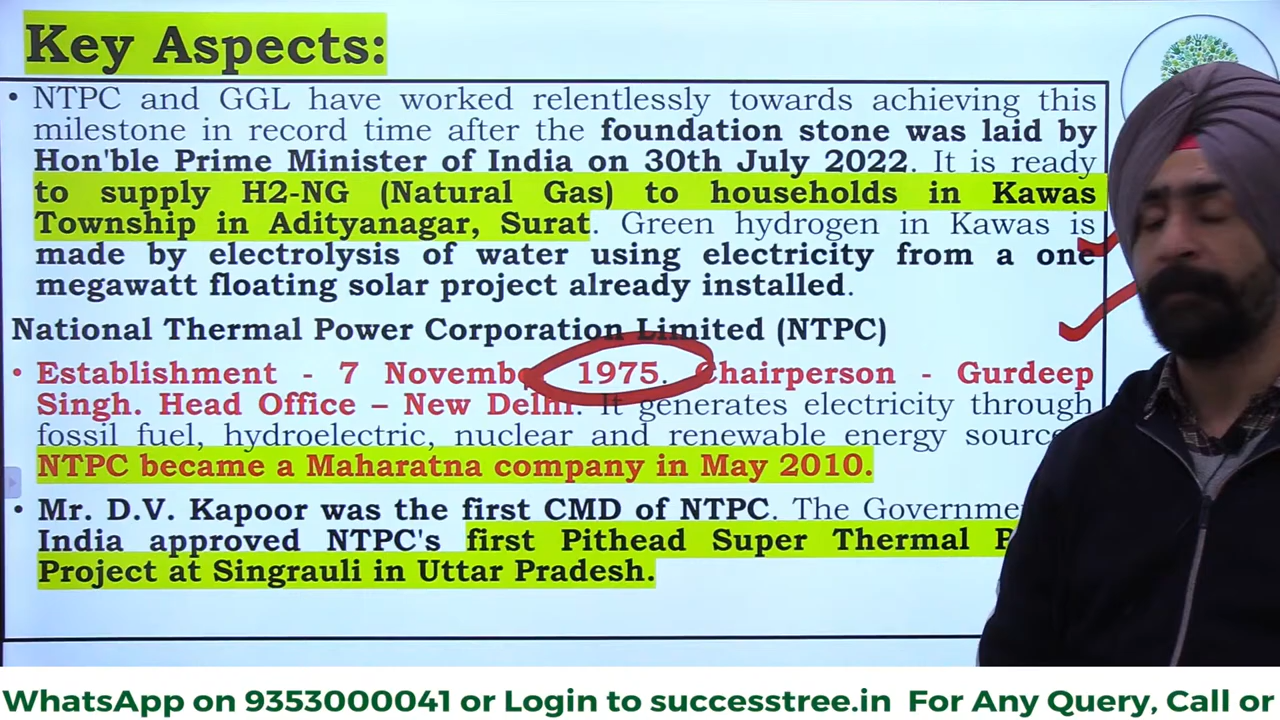 Key Aspects:
• NTPC and GGL have worked relentlessly towards achieving this
milestone in record time after the foundation stone was laid by
Hon'ble Prime Minister of India on 30th July 2022. It is ready
to supply H2-NG (Natural Gas) to households in Kawas
Township in Adityanagar, Surat. Green hydrogen in Kawas is
made by electrolysis of water using electricity from a one
megawatt floating solar project already installed.
National Thermal Power Corporation Limited (NTPC)
• Establishment - 7 Novembe 1975. Chairperson - Gurdeep
Singh. Head Office – New Delhi. It generates electricity through
fossil fuel, hydroelectric, nuclear and renewable energy source
NTPC became a Maharatna company in May 2010.
• Mr. D.V. Kapoor was the first CMD of NTPC. The Governme
India approved NTPC's first Pithead Super Thermal
Project at Singrauli in Uttar Pradesh.
WhatsApp on 9353000041 or Login to successtree.in For Any Query, Call or